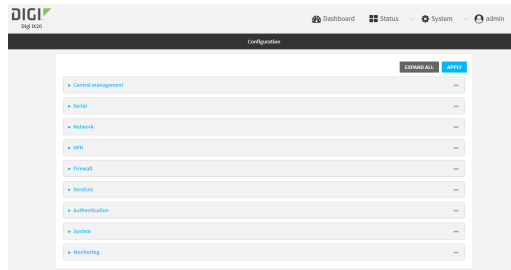 DIGI
Digi IX20
Dashboard
Status
System
admin
Configuration
EXPAND ALL
APPLY
Central management
Serial
Network
VPN
Firewall
Services
Authentication
System
Monitoring